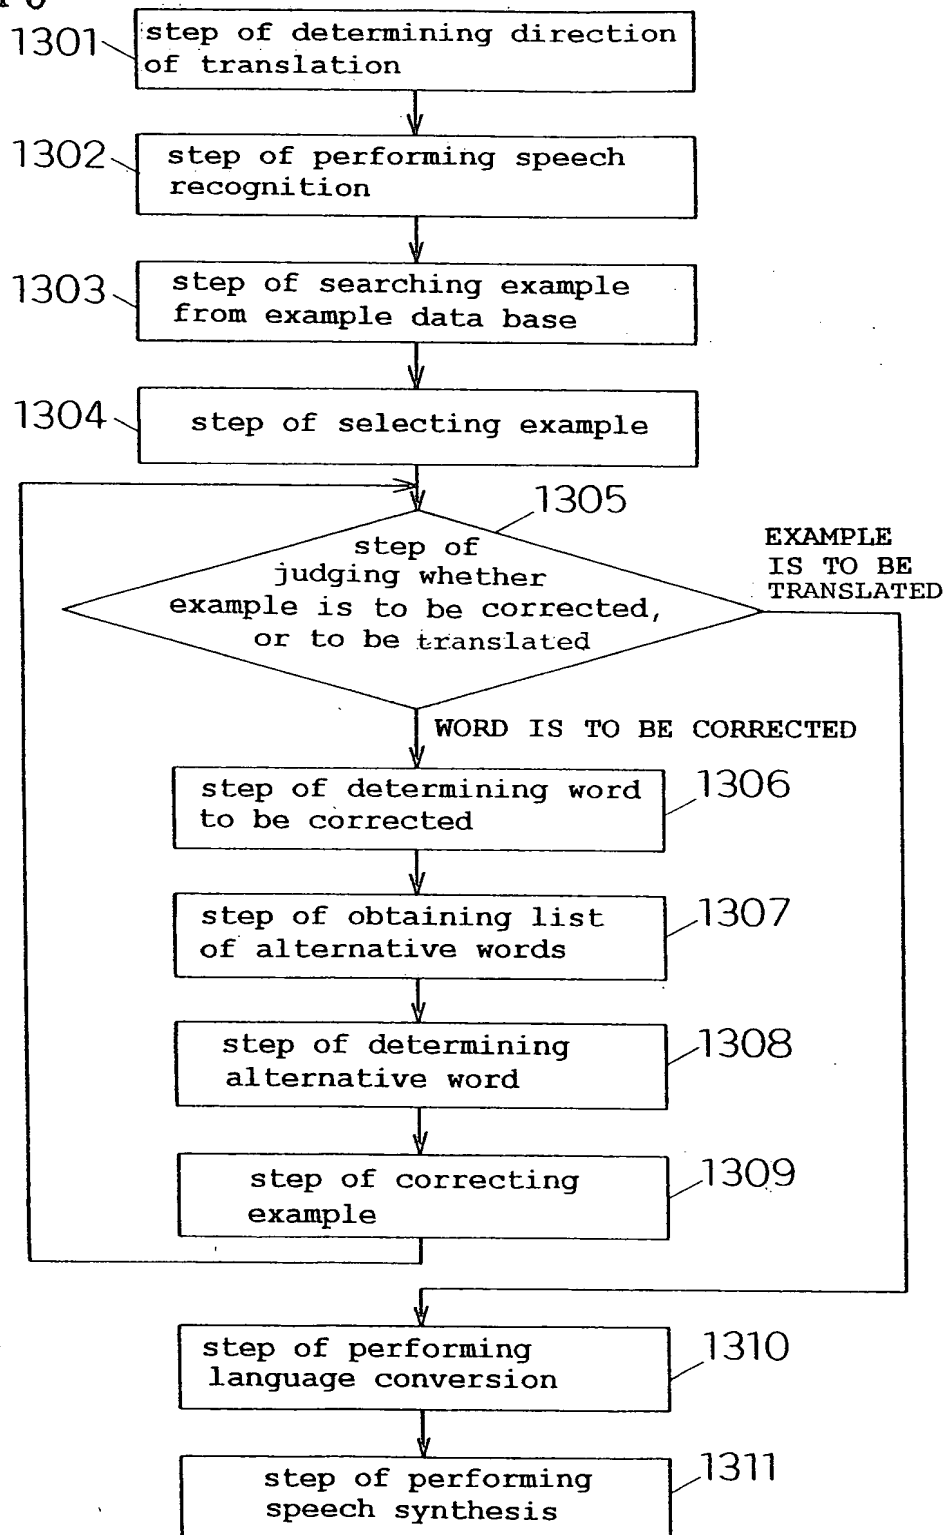 1301
step of determining direction
of translation
1302
step of performing speech
recognition
1303
step of searching example
from example data base
1304
step of selecting example
1305
step of
judging whether
example is to be corrected,
or to be translated
EXAMPLE
IS TO BE
TRANSLATED
WORD IS TO BE CORRECTED
1306
step of determining word
to be corrected
1307
step of obtaining list
of alternative words
1308
step of determining
alternative word
1309
step of correcting
example
1310
step of performing
language conversion
1311
step of performing
speech synthesis